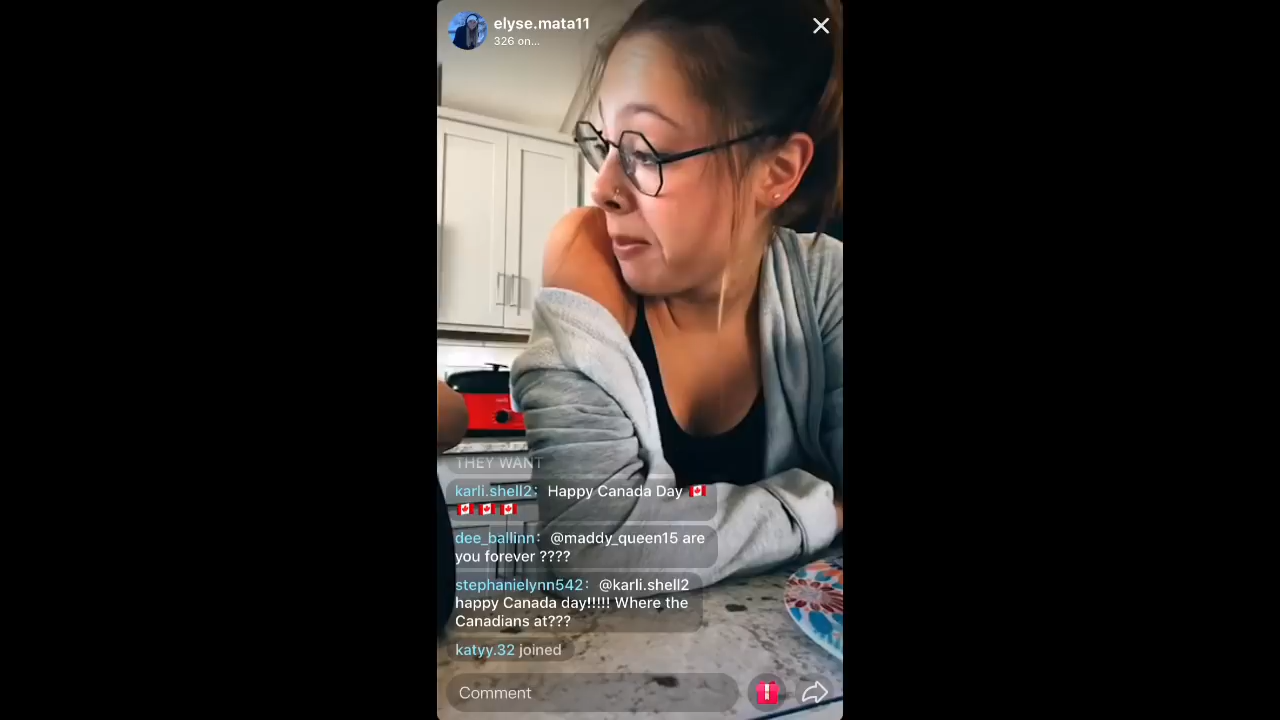 elyse.mata11
326 on...
THEY WANT
karli.shell2: Happy Canada Day 🇨🇦
🇨🇦 🇨🇦 🇨🇦
dee_ballinn: @maddy_queen15 are
you forever ????
stephanielynn542: @karli.shell2
happy Canada day!!!!! Where the
Canadians at???
katyy.32 joined
Comment